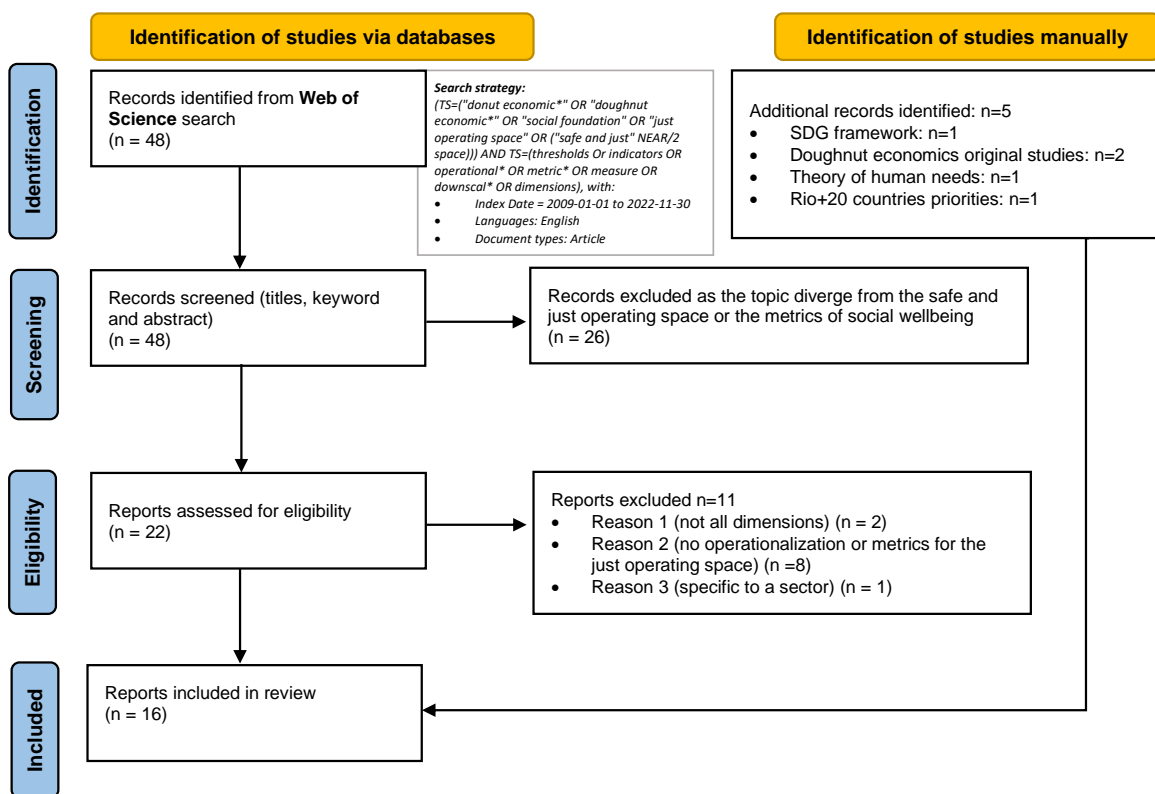 Identification of studies via databases
Identification of studies manually
Identification
Records identified from Web of
Science search
(n = 48)
Search strategy:
(TS=("donut economic*" OR "doughnut
economic*" OR "social foundation" OR "just
operating space" OR ("safe and just" NEAR/2
space))) AND TS=(thresholds Or indicators OR
operational* OR metric* OR measure OR
downscal* OR dimensions), with:
• Index Date = 2009-01-01 to 2022-11-30
• Languages: English
• Document types: Article
Additional records identified: n=5
• SDG framework: n=1
• Doughnut economics original studies: n=2
• Theory of human needs: n=1
• Rio+20 countries priorities: n=1
Screening
Records screened (titles, keyword
and abstract)
(n = 48)
Records excluded as the topic diverge from the safe and
just operating space or the metrics of social wellbeing
(n = 26)
Eligibility
Reports assessed for eligibility
(n = 22)
Reports excluded n=11
• Reason 1 (not all dimensions) (n = 2)
• Reason 2 (no operationalization or metrics for the
just operating space) (n =8)
• Reason 3 (specific to a sector) (n = 1)
Included
Reports included in review
(n = 16)